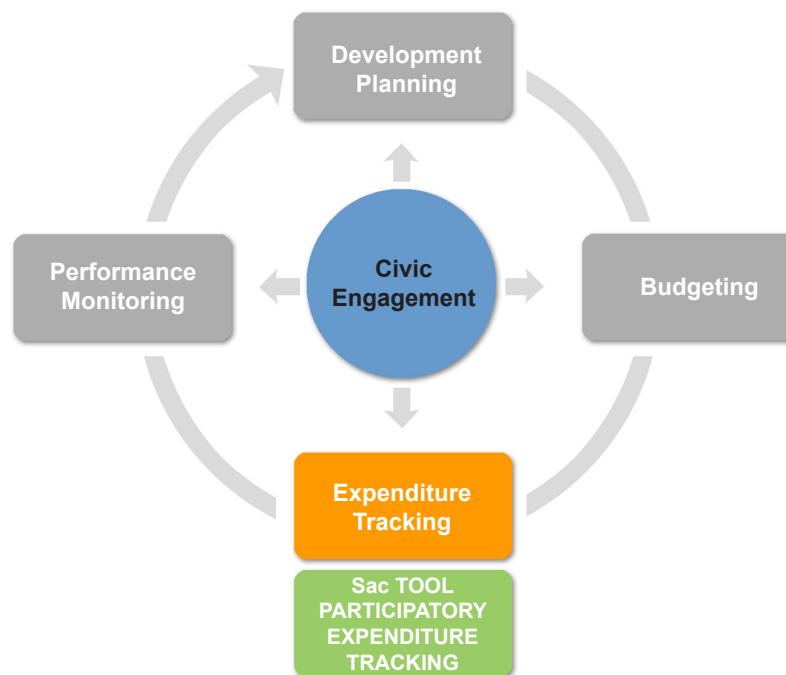 Development
Planning
Performance
Monitoring
Civic
Engagement
Budgeting
Expenditure
Tracking
Sac TOOL
PARTICIPATORY
EXPENDITURE
TRACKING